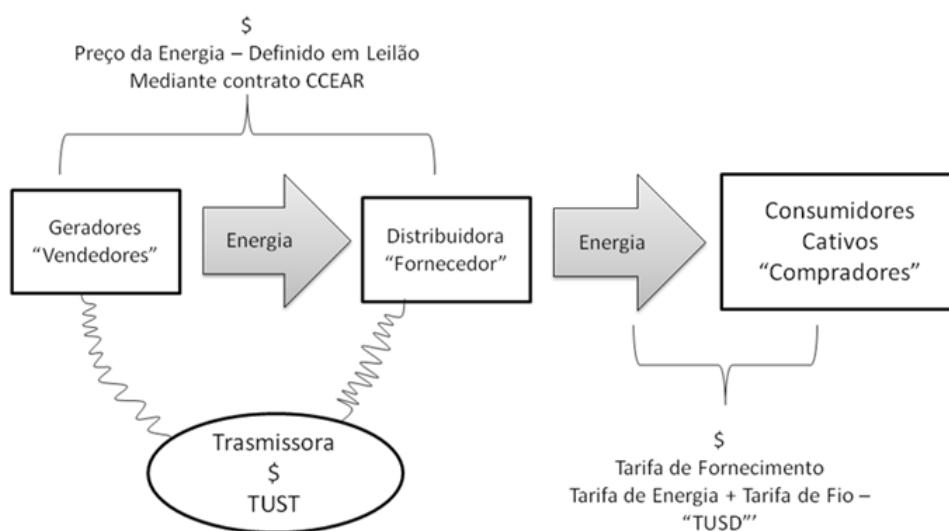 $
Preço da Energia – Definido em Leilão
Mediante contrato CCEAR
Geradores
“Vendedores”
Energia
Distribuidora
“Fornecedor”
Energia
Consumidores
Cativos
“Compradores”
Trasmissora
$
TUST
$
Tarifa de Fornecimento
Tarifa de Energia + Tarifa de Fio –
“TUSD”’